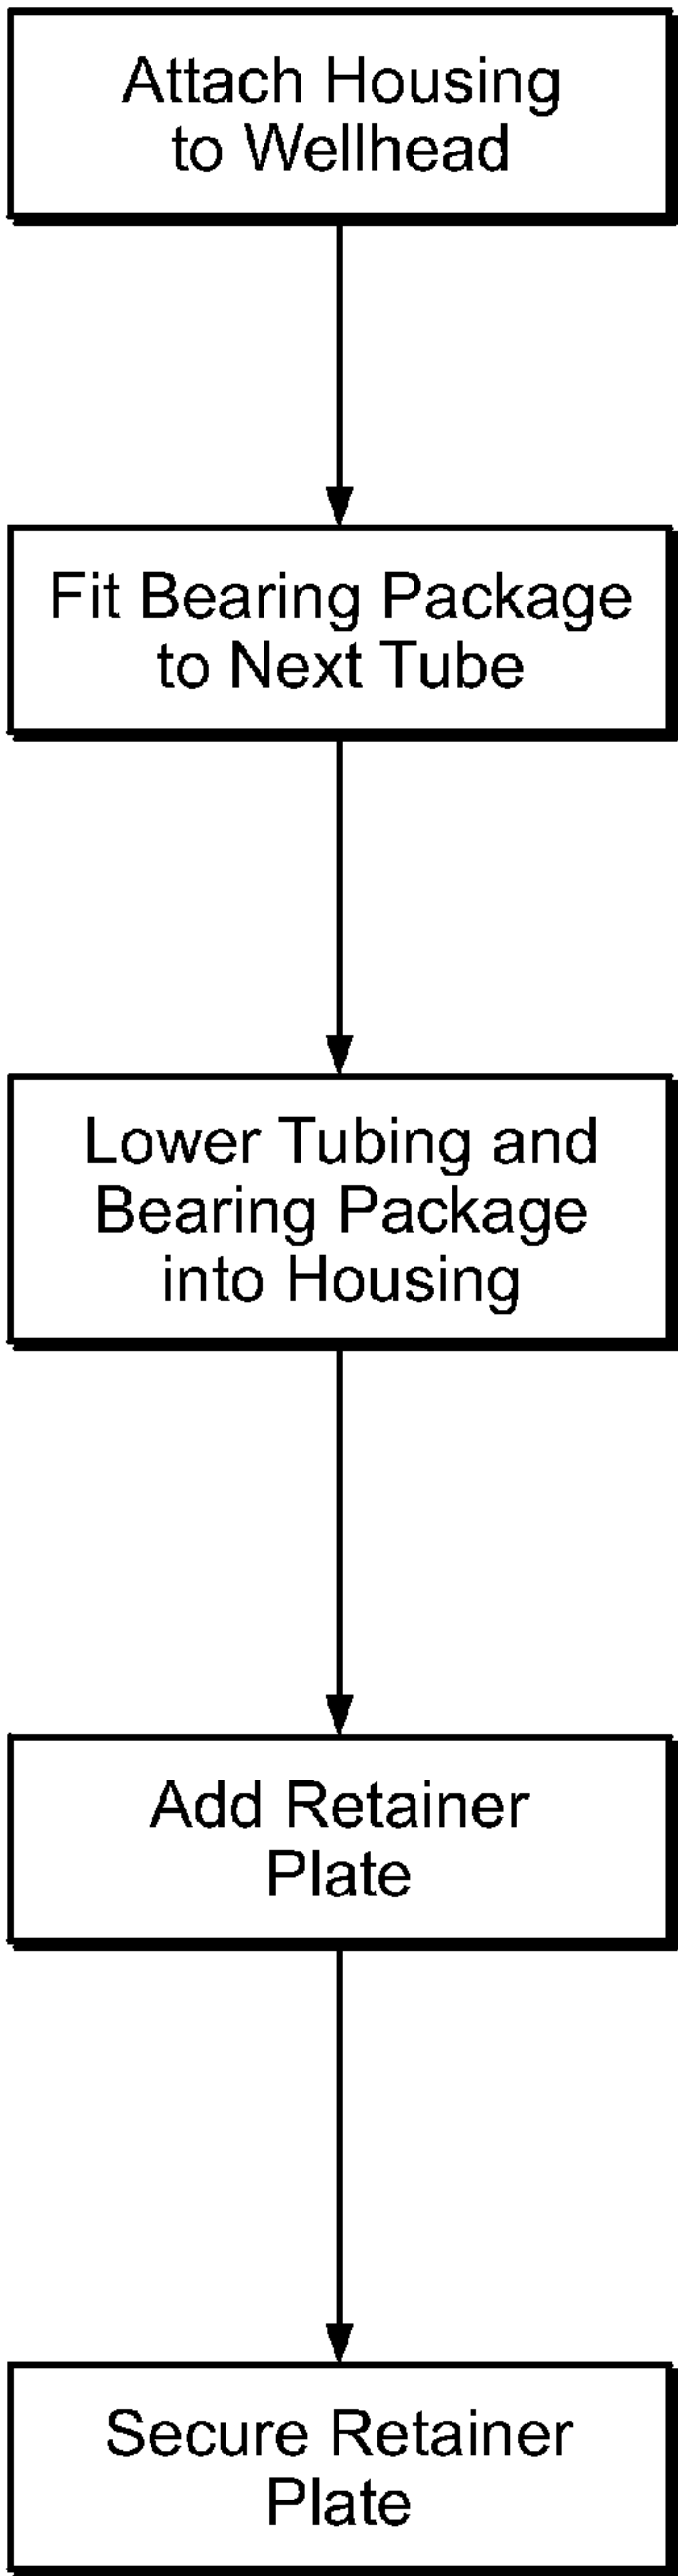 Attach Housing
to Wellhead
Fit Bearing Package
to Next Tube
Lower Tubing and
Bearing Package
into Housing
Add Retainer
Plate
Secure Retainer
Plate